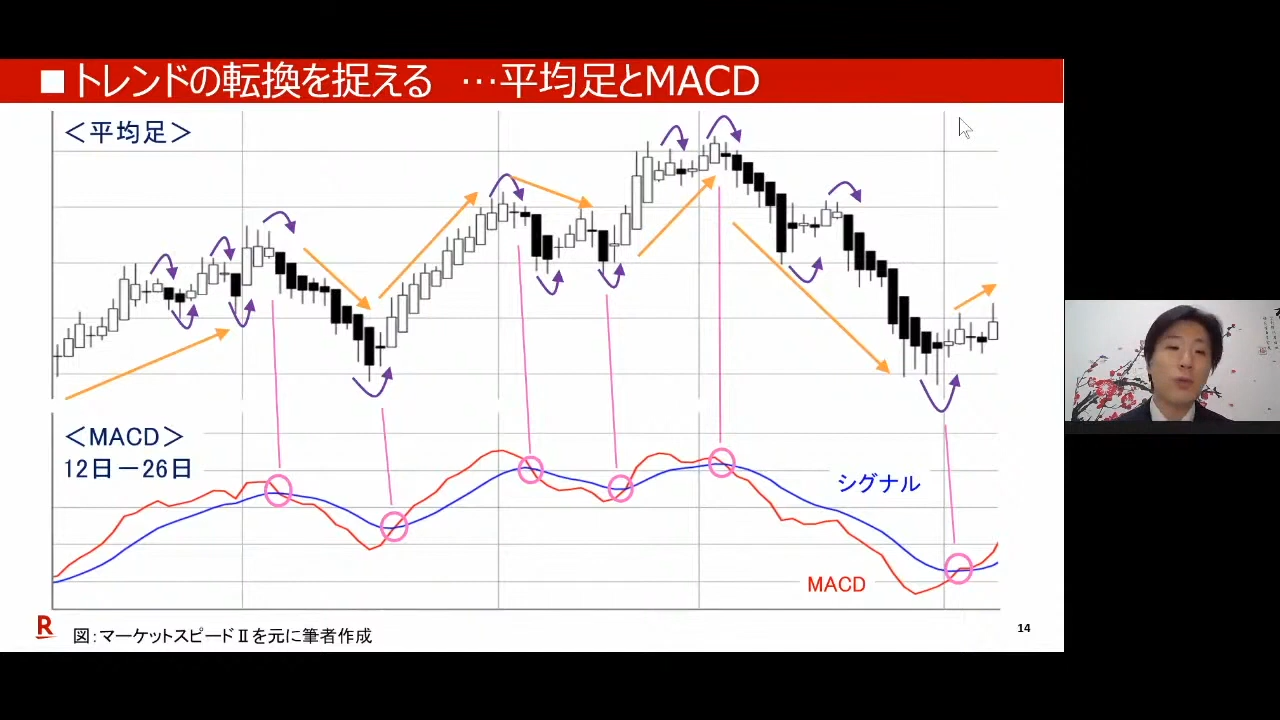 ■ トレンドの転換を捉える …平均足とMACD
＜平均足＞
＜MACD＞
12日－26日
シグナル
MACD
R
図：マーケットスピードⅡを元に筆者作成
14